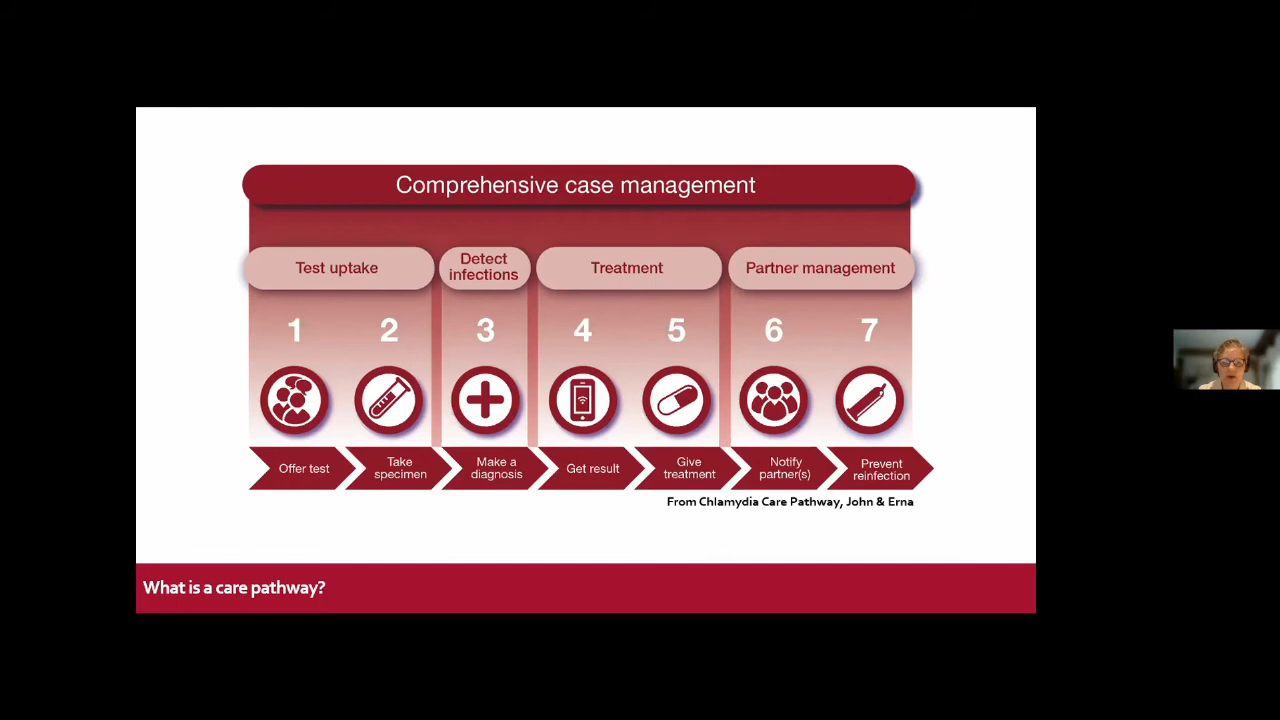 Comprehensive case management
Test uptake
Detect
infections
Treatment
Partner management
1
2
3
4
5
6
7
Offer test
Take
specimen
Make a
diagnosis
Get result
Give
treatment
Notify
partner(s)
Prevent
reinfection
From Chlamydia Care Pathway, John & Erna
What is a care pathway?